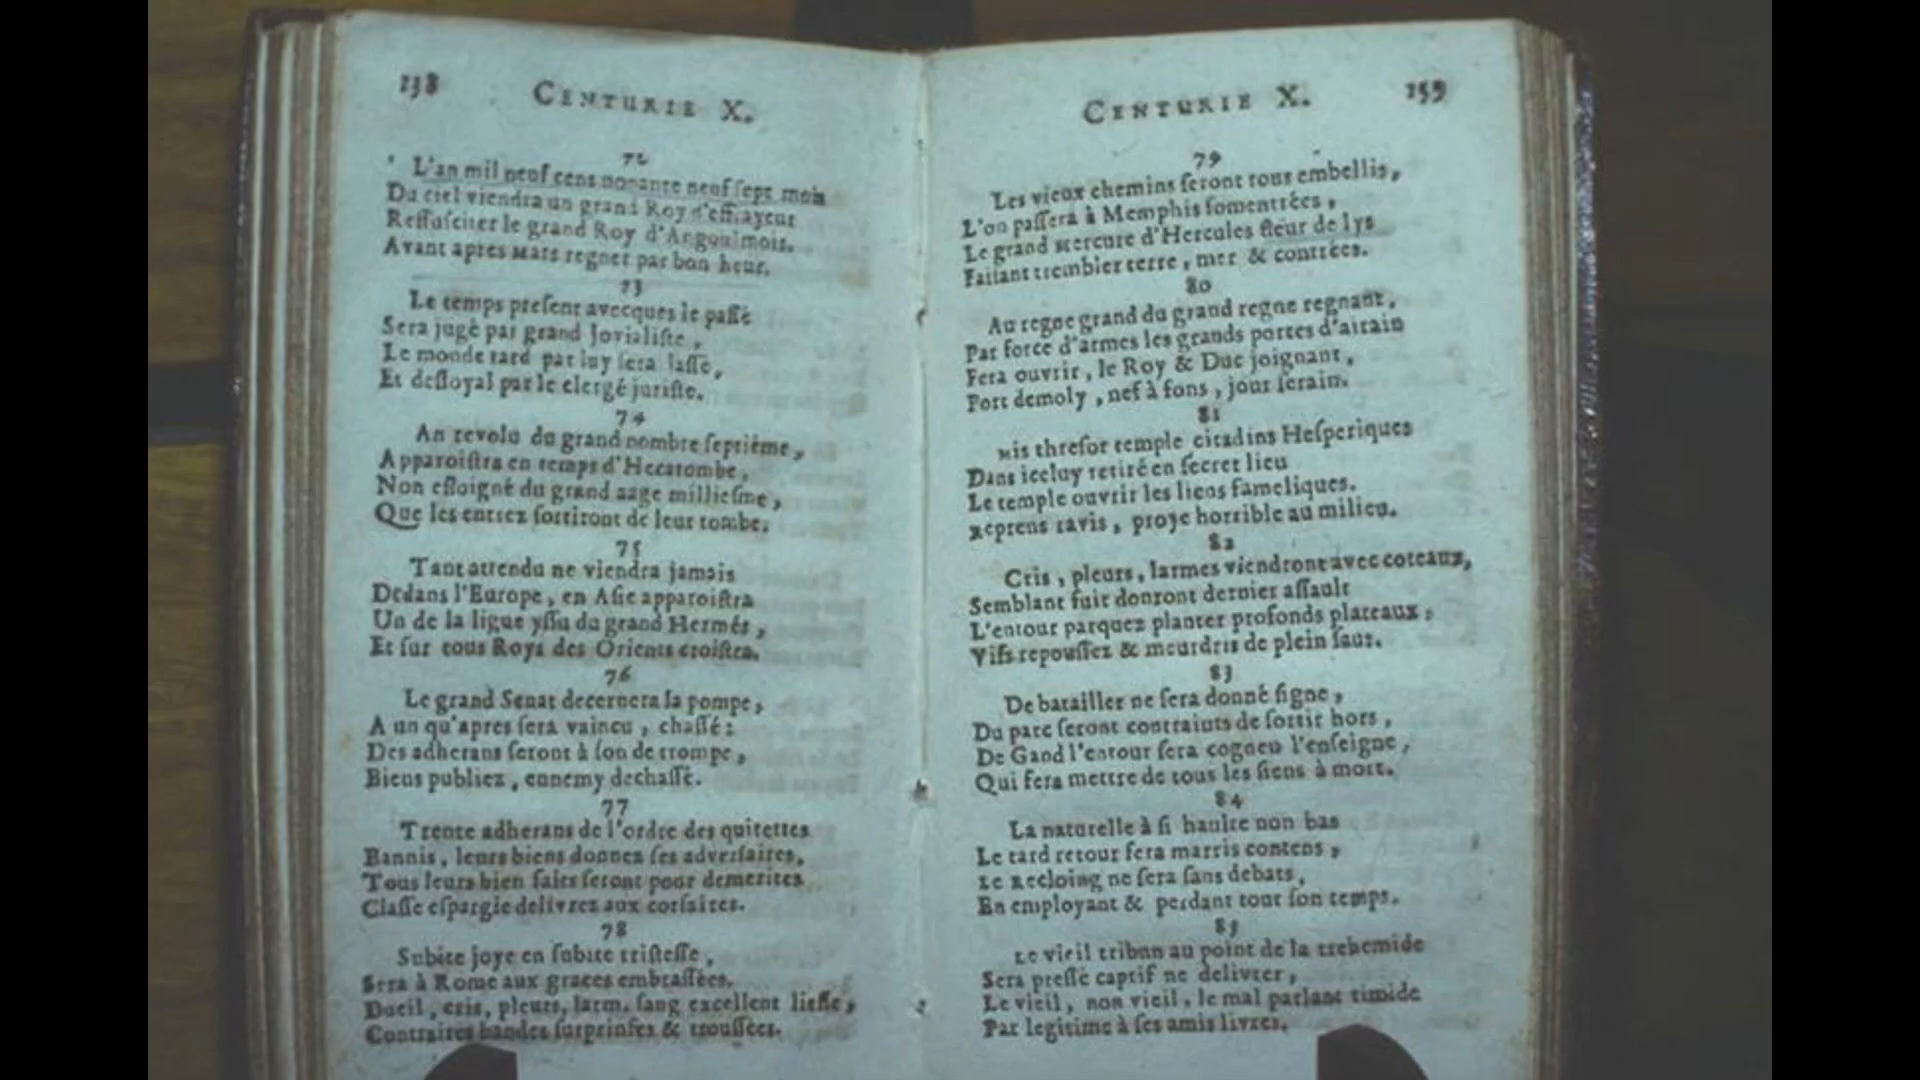 158
CENTURIE X.
72
L'an mil neuf cens nonante neuf sept mois
Du ciel viendra un grand Roy d'effrayeur
Ressusciter le grand Roy d'Angoulmois.
Avant apres Mars regner par bon heur.
73
Le temps present avecques le passé
Sera jugé par grand Jovialiste,
Le monde tard par luy sera lassé,
Et desloyal par le clergé juriste.
74
An revolu du grand nombre septiéme,
Apparoistra en temps d'Hecatombe,
Non esloigné du grand aage milliesme,
Que les entrez sortiront de leur tombe.
75
Tant attendu ne viendra jamais
Dedans l'Europe, en Asie apparoistra
Un de la ligue yssu du grand Hermés,
Et sur tous Roys des Orients croistra.
76
Le grand Senat decernera la pompe,
A un qu'apres sera vaincu, chassé:
Des adherans seront à son de trompe,
Biens publiez, ennemy dechassé.
77
Trente adherans de l'ordre des quirettes
Bannis, leurs biens donnez ses adversaires,
Tous leurs bien faits seront pour demerites
Classe espargie delivrez aux corsaires.
78
Subite joye en subite tristesse,
Sera à Rome aux graces embrassées.
Dueil, cris, pleurs, larm. sang excellent liesse,
Contraires bandes surprinses & troussées.
159
CENTURIE X.
79
Les vieux chemins seront tous embellis,
L'on passera à Memphis somentrées,
Le grand Mercure d'Hercules fleur de lys
Faisant trembler terre, mer & contrées.
80
Au regne grand du grand regne regnant,
Par force d'armes les grands portes d'airain
Fera ouvrir, le Roy & Duc joignant,
Port demoly, nef à fons, jour serain.
81
Mis thresor temple citadins Hesperiques
Dans iceluy retiré en secret lieu
Le temple ouvrir les liens fameliques.
Reprens ravis, proye horrible au milieu.
82
Cris, pleurs, larmes viendront avec coteaux,
Semblant fuit donront dernier assault
L'entour parquez planter profonds plateaux,
Vifs repoussez & meurdris de plein saut.
83
De batailler ne sera donné signe,
Du parc seront contraints de sortir hors,
De Gand l'entour sera cogneu l'enseigne,
Qui fera mettre de tous les siens à mort.
84
La naturelle à si haulte non bas
Le tard retour fera marris contens,
Le Recloing ne sera sans debats,
En employant & perdant tout son temps.
85
Le vieil tribun au point de la trehemide
Sera pressé captif ne delivrer,
Le vieil, non vieil, le mal parlant timide
Par legitime à ses amis livrer.